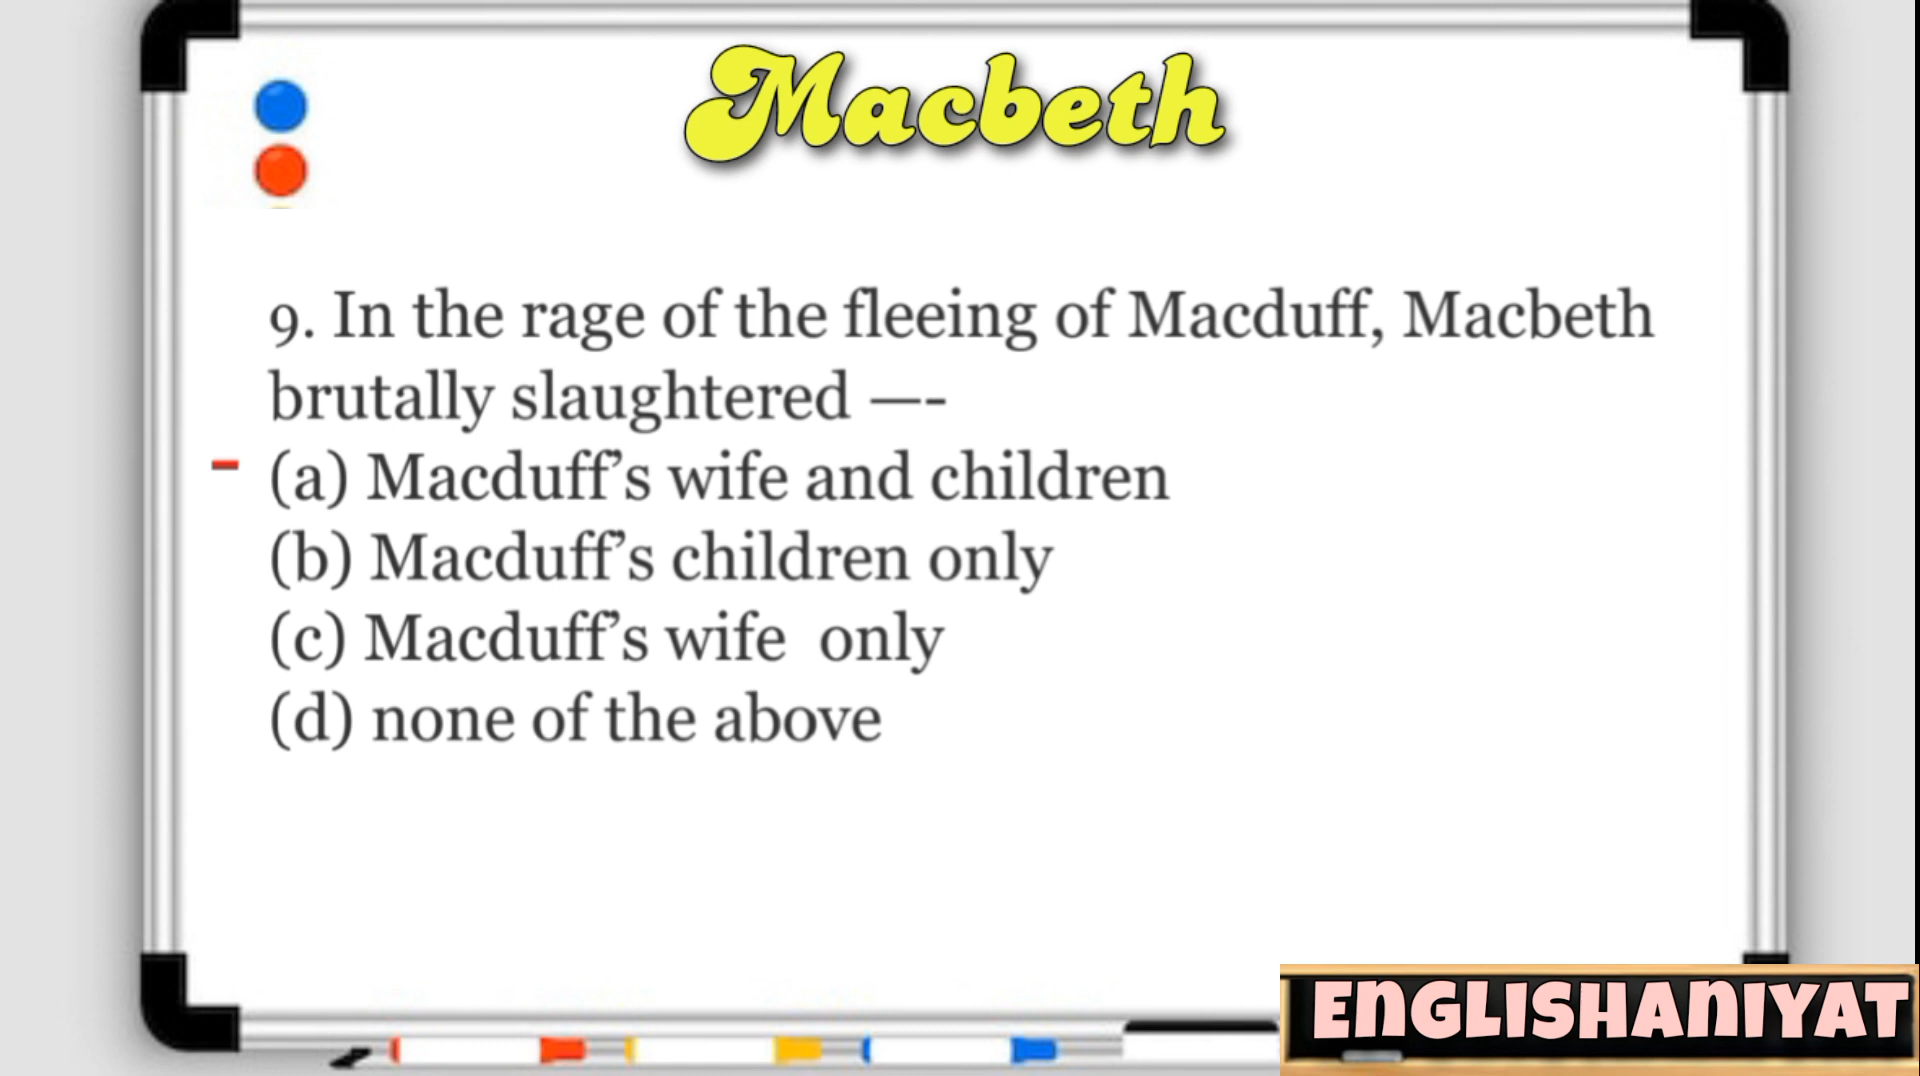 Macbeth
9. In the rage of the fleeing of Macduff, Macbeth
brutally slaughtered —-
(a) Macduff’s wife and children
(b) Macduff’s children only
(c) Macduff’s wife  only
(d) none of the above
ENGLISHANIYAT